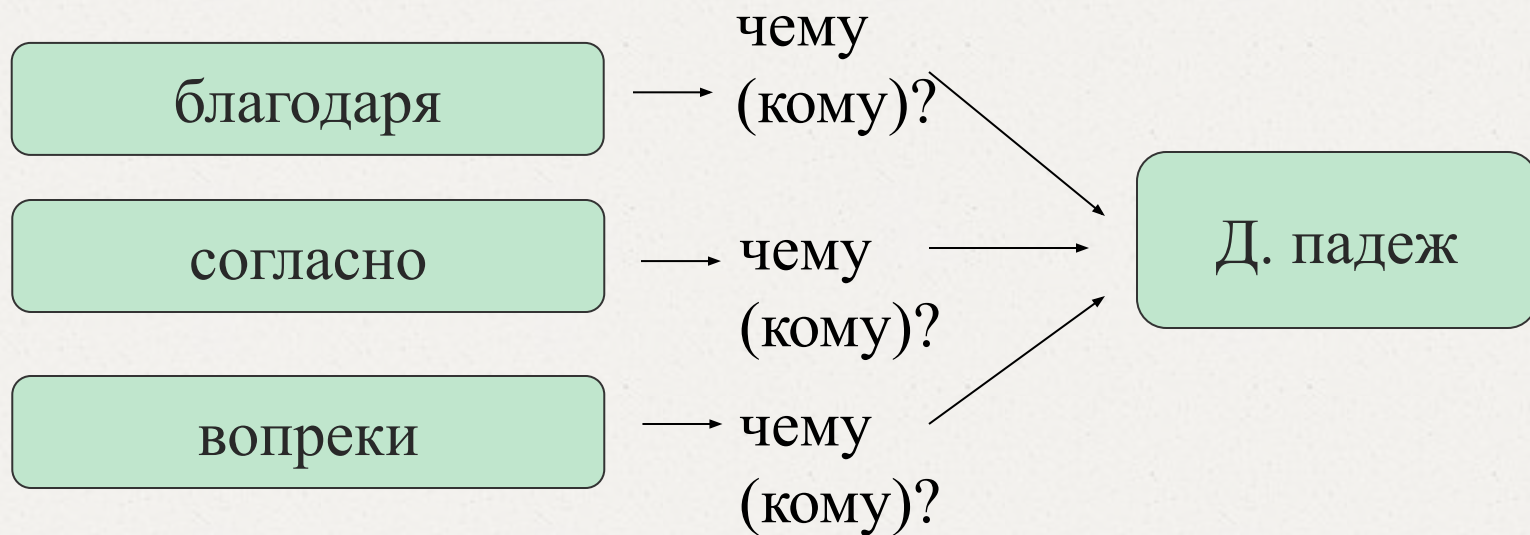 благодаря
чему
(кому)?
согласно
чему
(кому)?
вопреки
чему
(кому)?
Д. падеж